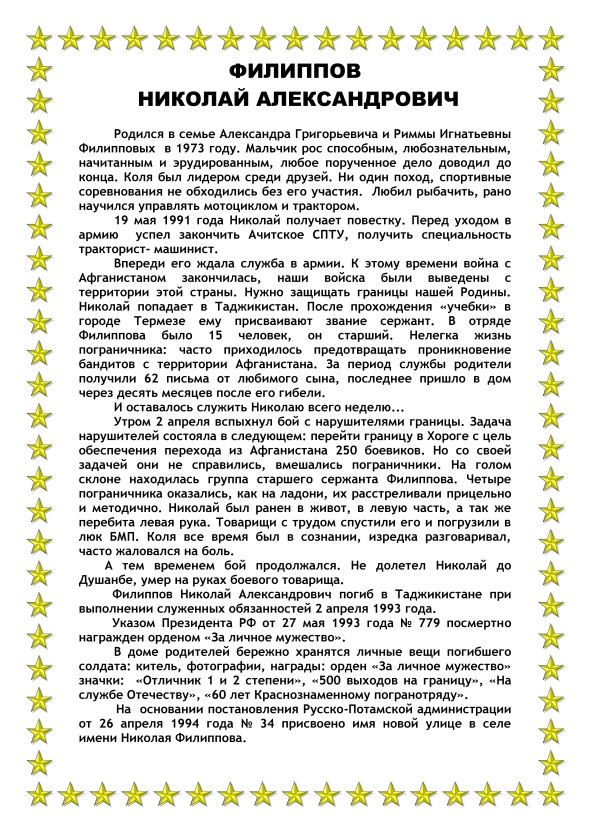 ФИЛИППОВ
НИКОЛАЙ АЛЕКСАНДРОВИЧ
Родился в семье Александра Григорьевича и Риммы Игнатьевны
Филипповых в 1973 году. Мальчик рос способным, любознательным,
начитанным и эрудированным, любое порученное дело доводил до
конца. Коля был лидером среди друзей. Ни один поход, спортивные
соревнования не обходились без его участия. Любил рыбачить, рано
научился управлять мотоциклом и трактором.
19 мая 1991 года Николай получает повестку. Перед уходом в
армию успел закончить Ачитское СПТУ, получить специальность
тракторист- машинист.
Впереди его ждала служба в армии. К этому времени война с
Афганистаном закончилась, наши войска были выведены с
территории этой страны. Нужно защищать границы нашей Родины.
Николай попадает в Таджикистан. После прохождения «учебки» в
городе Термезе ему присваивают звание сержант. В отряде
Филиппова было 15 человек, он старший. Нелегка жизнь
пограничника: часто приходилось предотвращать проникновение
бандитов с территории Афганистана. За период службы родители
получили 62 письма от любимого сына, последнее пришло в дом
через десять месяцев после его гибели.
И оставалось служить Николаю всего неделю...
Утром 2 апреля вспыхнул бой с нарушителями границы. Задача
нарушителей состояла в следующем: перейти границу в Хороге с цель
обеспечения перехода из Афганистана 250 боевиков. Но со своей
задачей они не справились, вмешались пограничники. На голом
склоне находилась группа старшего сержанта Филиппова. Четыре
пограничника оказались, как на ладони, их расстреливали прицельно
и методично. Николай был ранен в живот, в левую часть, а так же
перебита левая рука. Товарищи с трудом спустили его и погрузили в
люк БМП. Коля все время был в сознании, изредка разговаривал,
часто жаловался на боль.
А тем временем бой продолжался. Не долетел Николай до
Душанбе, умер на руках боевого товарища.
Филиппов Николай Александрович погиб в Таджикистане при
выполнении служенных обязанностей 2 апреля 1993 года.
Указом Президента РФ от 27 мая 1993 года № 779 посмертно
награжден орденом «За личное мужество».
В доме родителей бережно хранятся личные вещи погибшего
солдата: китель, фотографии, награды: орден «За личное мужество»
значки: «Отличник 1 и 2 степени», «500 выходов на границу», «На
службе Отечеству», «60 лет Краснознаменному погранотряду».
На основании постановления Русско-Потамской администрации
от 26 апреля 1994 года № 34 присвоено имя новой улице в селе
имени Николая Филиппова.